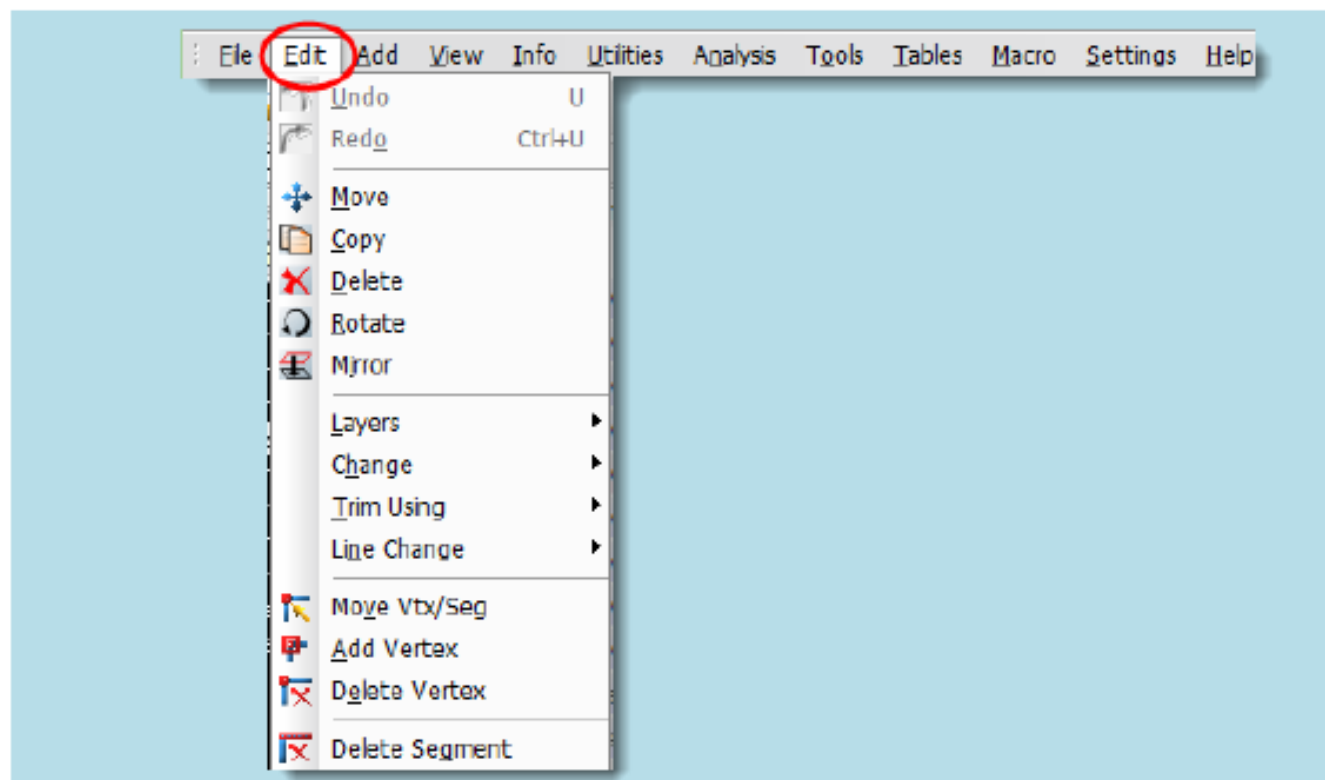 File Edit Add View Info Utilities Analysis Tools Tables Macro Settings Help
Undo U
Redo Ctrl+U
Move
Copy
Delete
Rotate
Mirror
Layers
Change
Trim Using
Line Change
Move Vtx/Seg
Add Vertex
Delete Vertex
Delete Segment